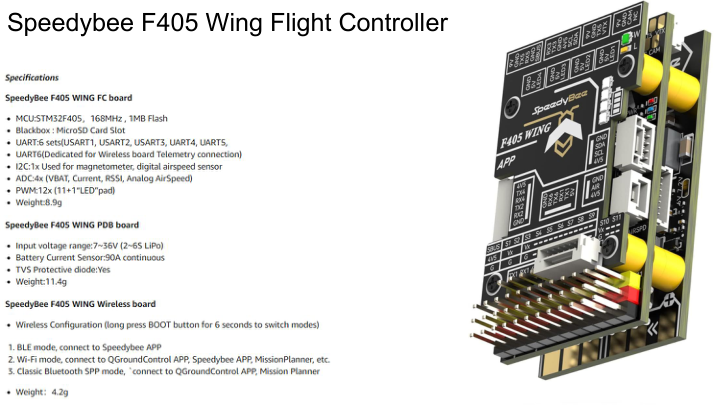 Speedybee F405 Wing Flight Controller
Specifications
SpeedyBee F405 WING FC board
• MCU:STM32F405, 168MHz , 1MB Flash
• Blackbox : MicroSD Card Slot
• UART:6 sets(USART1, USART2, USART3, UART4, UART5,
• UART6(Dedicated for Wireless board Telemetry connection)
• I2C:1x Used for magnetometer, digital airspeed sensor
• ADC:4x (VBAT, Current, RSSI, Analog AirSpeed)
• PWM:12x (11+1"LED"pad)
• Weight:8.9g
SpeedyBee F405 WING PDB board
• Input voltage range:7~36V (2~6S LiPo)
• Battery Current Sensor:90A continuous
• TVS Protective diode:Yes
• Weight:11.4g
SpeedyBee F405 WING Wireless board
• Wireless Configuration (long press BOOT button for 6 seconds to switch modes)
1. BLE mode, connect to Speedybee APP
2. Wi-Fi mode, connect to QGroundControl APP, Speedybee APP, MissionPlanner, etc.
3. Classic Bluetooth SPP mode, `connect to QGroundControl APP, Mission Planner
• Weight: 4.2g
SpeedyBee
F405 WING
APP
GND
SDA
SCL
4V5
GND
AIR
4V5
4V5
TX4
RX4
TX2
RX2
GND
SBUS S1 S2 S3 S4 S5 S6 S7 S8 S9 S10 S11